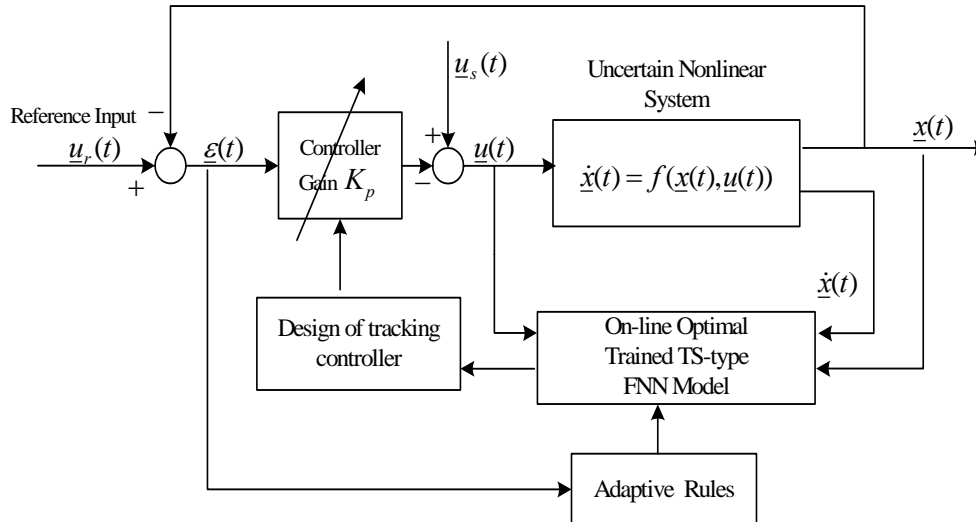 Uncertain Nonlinear
System
u_s(t)
Reference Input
−
u_r(t)
+
ε(t)
Controller
Gain K_p
+
−
u(t)
ẋ(t) = f(x(t),u(t))
x(t)
ẋ(t)
Design of tracking
controller
On-line Optimal
Trained TS-type
FNN Model
Adaptive Rules